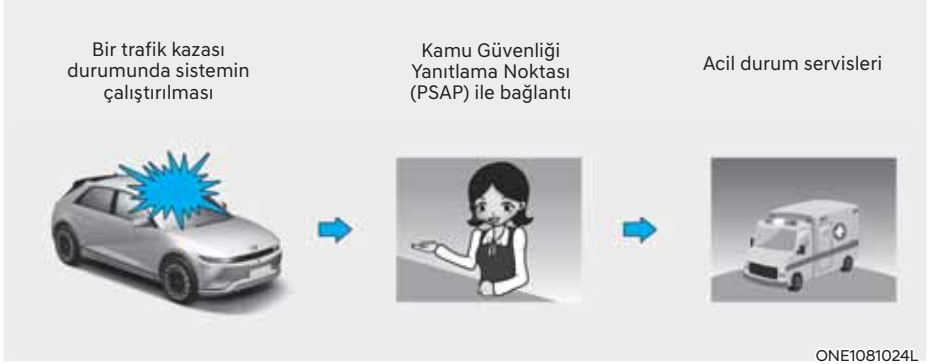 Bir trafik kazası
durumunda sistemin
çalıştırılması
Kamu Güvenliği
Yanıtlama Noktası
(PSAP) ile bağlantı
Acil durum servisleri
ONE1081024L